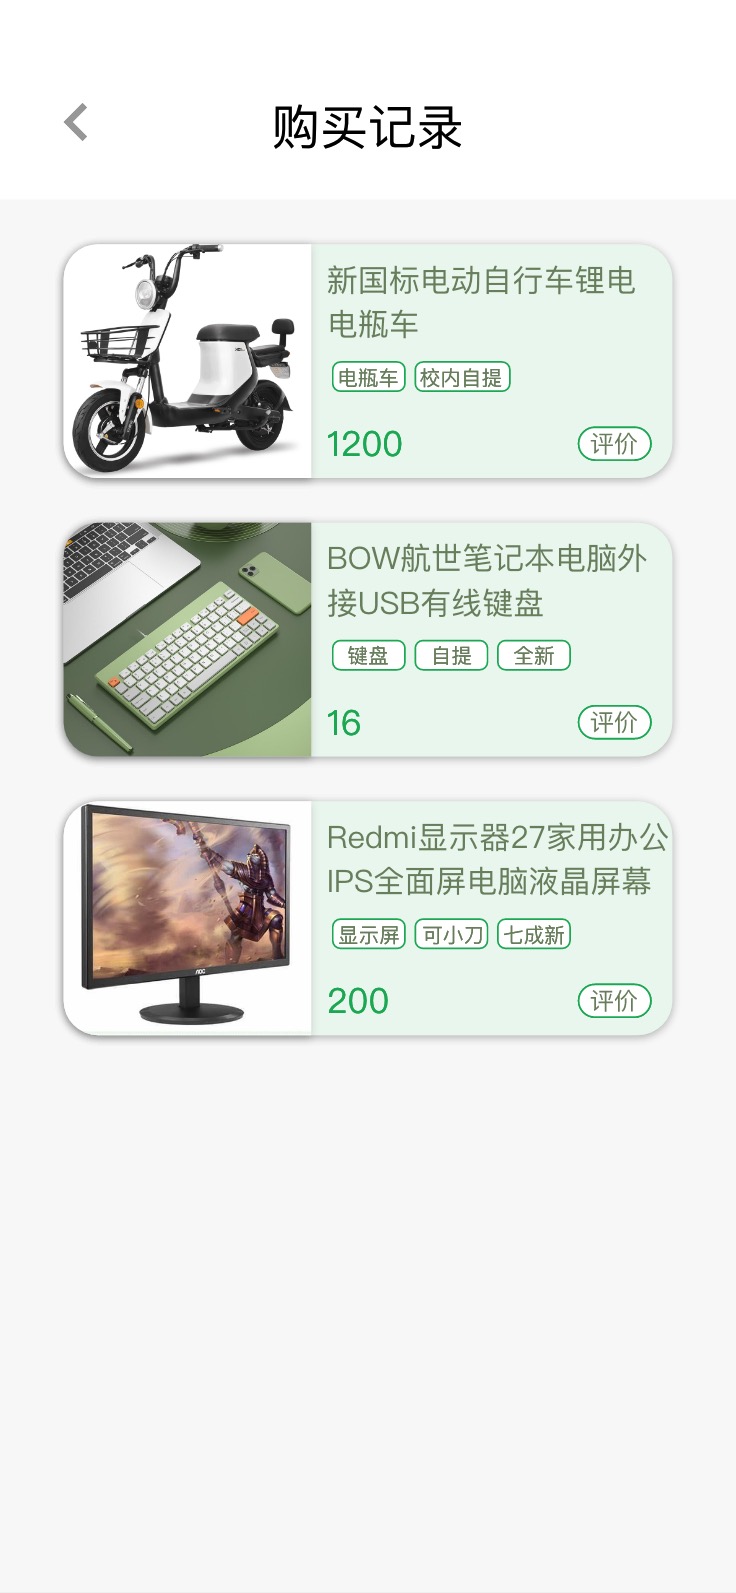 购买记录
新国标电动自行车锂电
电瓶车
电瓶车 校内自提
1200 评价
BOW航世笔记本电脑外
接USB有线键盘
键盘 自提 全新
16 评价
Redmi显示器27家用办公
IPS全面屏电脑液晶屏幕
显示屏 可小刀 七成新
AOC
200 评价